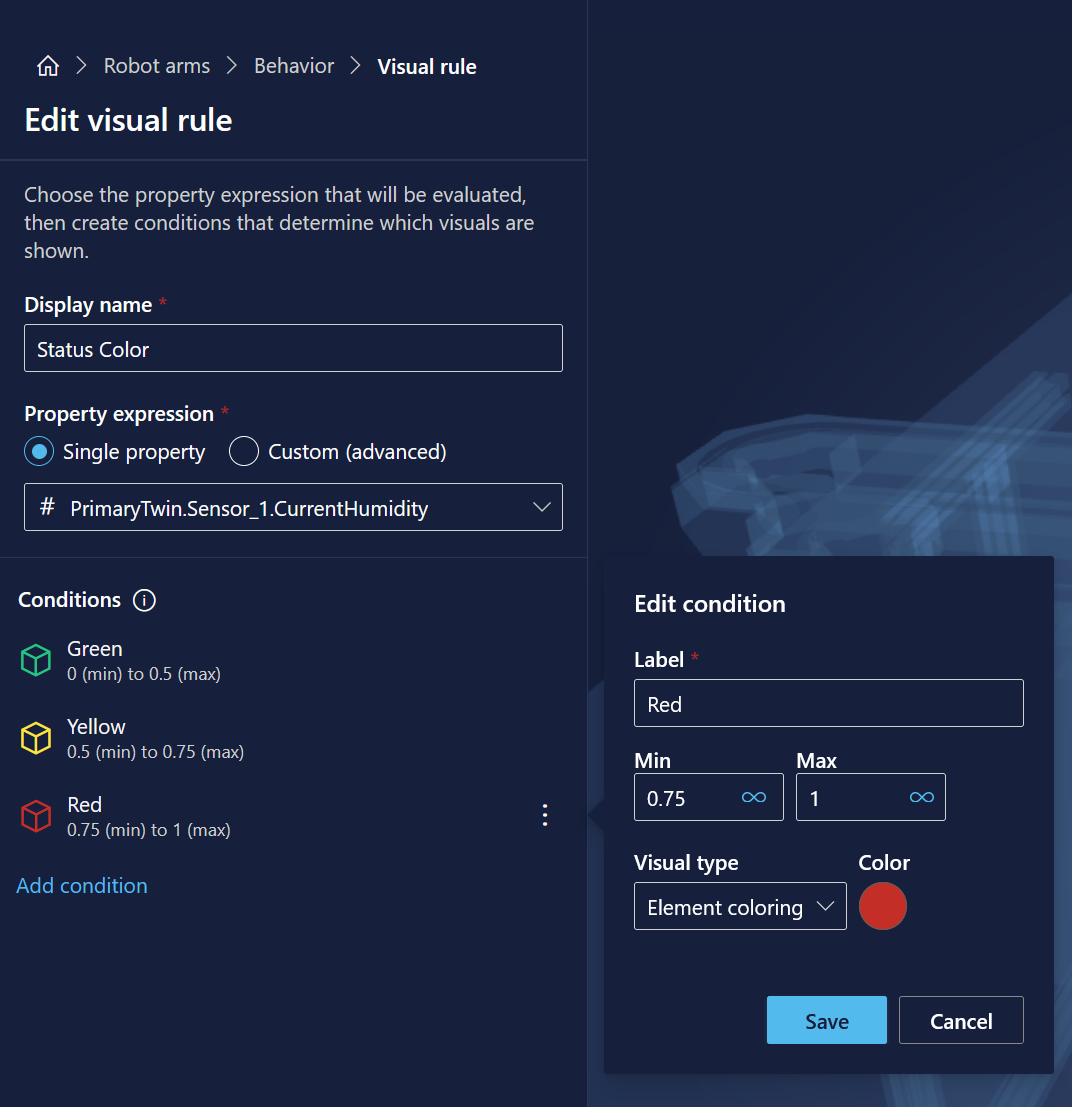 Robot arms > Behavior > Visual rule
Edit visual rule
Choose the property expression that will be evaluated,
then create conditions that determine which visuals are
shown.
Display name *
Status Color
Property expression *
Single property Custom (advanced)
# PrimaryTwin.Sensor_1.CurrentHumidity
Conditions
Green
0 (min) to 0.5 (max)
Yellow
0.5 (min) to 0.75 (max)
Red
0.75 (min) to 1 (max)
Add condition
Edit condition
Label *
Red
Min Max
0.75 ∞ 1 ∞
Visual type Color
Element coloring
Save Cancel